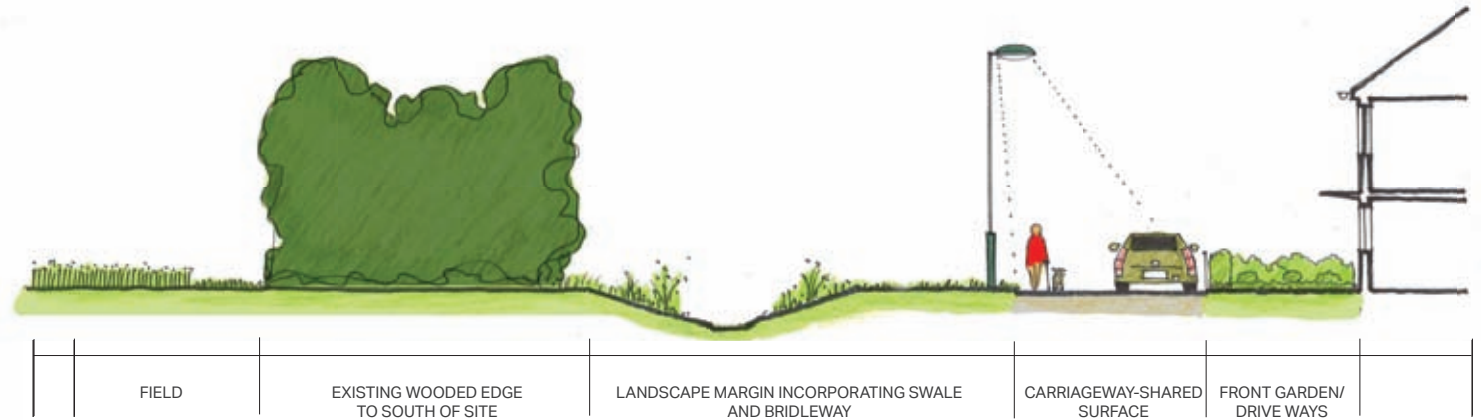 FIELD
EXISTING WOODED EDGE
TO SOUTH OF SITE
LANDSCAPE MARGIN INCORPORATING SWALE
AND BRIDLEWAY
CARRIAGEWAY-SHARED
SURFACE
FRONT GARDEN/
DRIVE WAYS